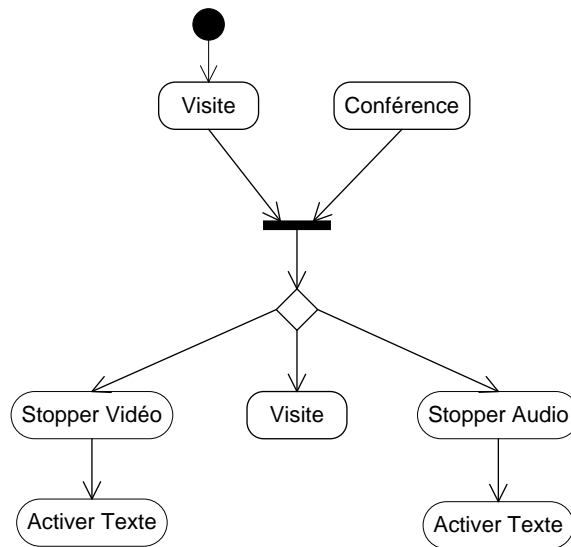 Visite
Conférence
Stopper Vidéo
Visite
Stopper Audio
Activer Texte
Activer Texte